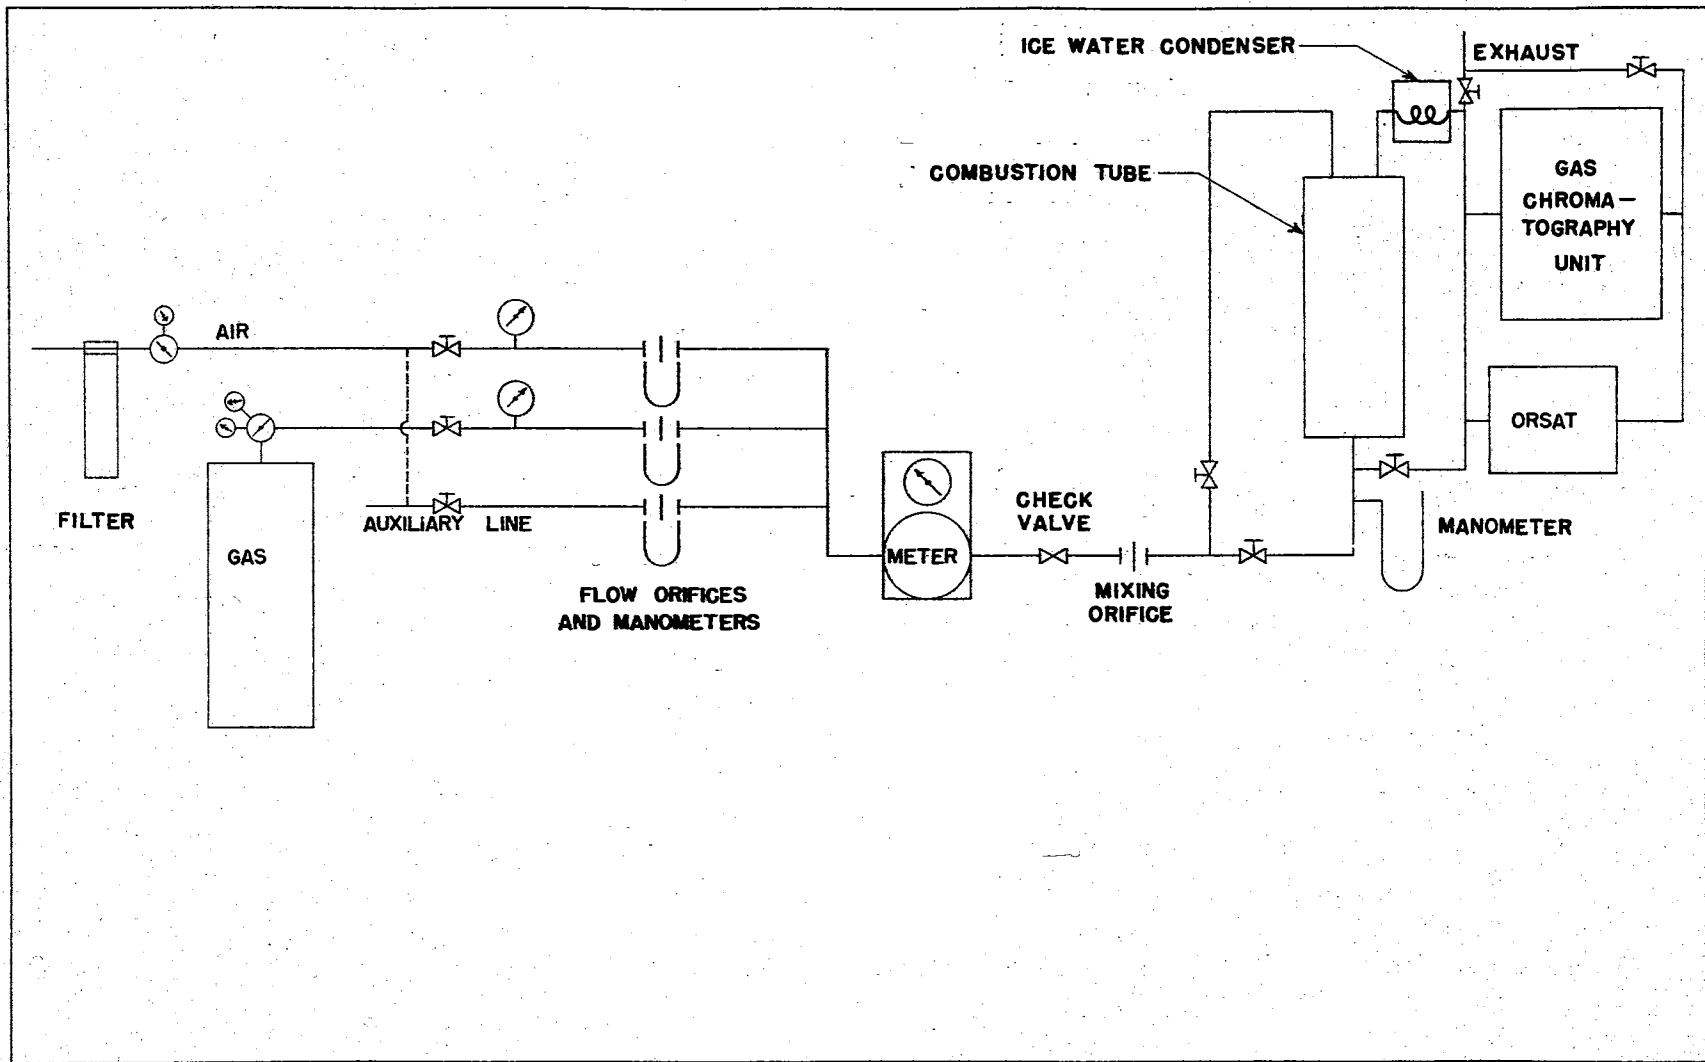 ICE WATER CONDENSER
EXHAUST
COMBUSTION TUBE
GAS
CHROMA-
TOGRAPHY
UNIT
AIR
ORSAT
FILTER
GAS
AUXILIARY LINE
CHECK
VALVE
MANOMETER
METER
FLOW ORIFICES
AND MANOMETERS
MIXING
ORIFICE